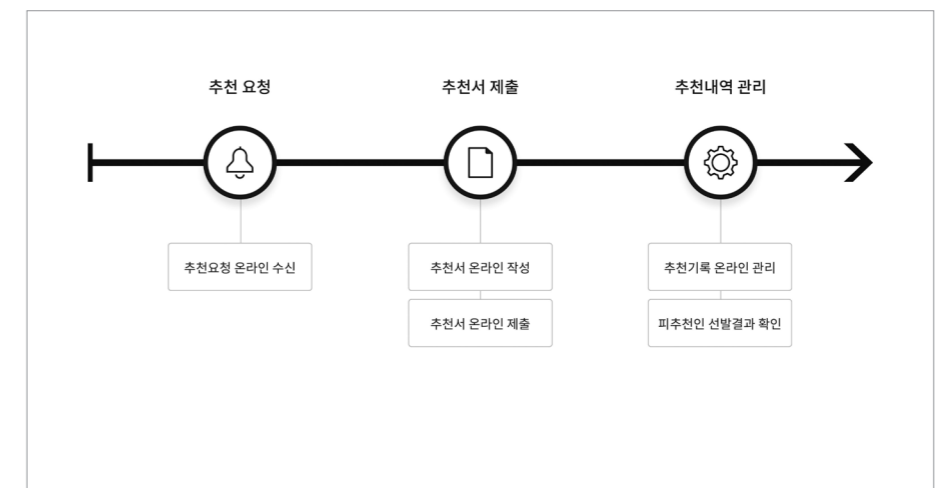 추천 요청
추천서 제출
추천내역 관리
추천요청 온라인 수신
추천서 온라인 작성
추천기록 온라인 관리
추천서 온라인 제출
피추천인 선발결과 확인